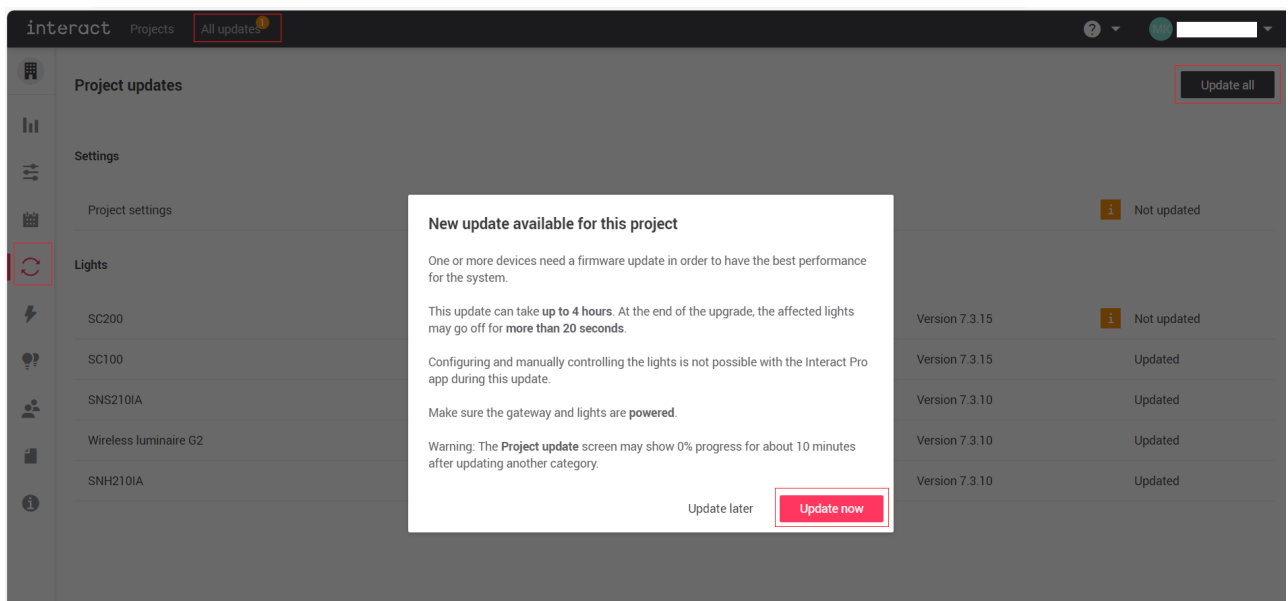 interact Projects All updates 1 ? MK
Project updates Update all
Settings
Project settings i Not updated
Lights
SC200 Version 7.3.15 i Not updated
SC100 Version 7.3.15 Updated
SNS210IA Version 7.3.10 Updated
Wireless luminaire G2 Version 7.3.10 Updated
SNH210IA Version 7.3.10 Updated
New update available for this project
One or more devices need a firmware update in order to have the best performance
for the system.
This update can take up to 4 hours. At the end of the upgrade, the affected lights
may go off for more than 20 seconds.
Configuring and manually controlling the lights is not possible with the Interact Pro
app during this update.
Make sure the gateway and lights are powered.
Warning: The Project update screen may show 0% progress for about 10 minutes
after updating another category.
Update later Update now